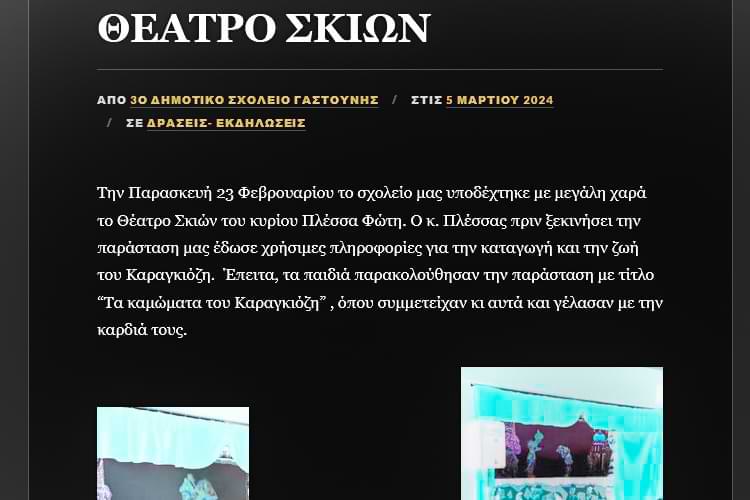 ΘΕΑΤΡΟ ΣΚΙΩΝ
ΑΠΟ 3Ο ΔΗΜΟΤΙΚΟ ΣΧΟΛΕΙΟ ΓΑΣΤΟΥΝΗΣ / ΣΤΙΣ 5 ΜΑΡΤΙΟΥ 2024
/ ΣΕ ΔΡΑΣΕΙΣ- ΕΚΔΗΛΩΣΕΙΣ
Την Παρασκευή 23 Φεβρουαρίου το σχολείο μας υποδέχτηκε με μεγάλη χαρά
το Θέατρο Σκιών του κυρίου Πλέσσα Φώτη. Ο κ. Πλέσσας πριν ξεκινήσει την
παράσταση μας έδωσε χρήσιμες πληροφορίες για την καταγωγή και την ζωή
του Καραγκιόζη.  Έπειτα, τα παιδιά παρακολούθησαν την παράσταση με τίτλο
“Τα καμώματα του Καραγκιόζη” , όπου συμμετείχαν κι αυτά και γέλασαν με την
καρδιά τους.